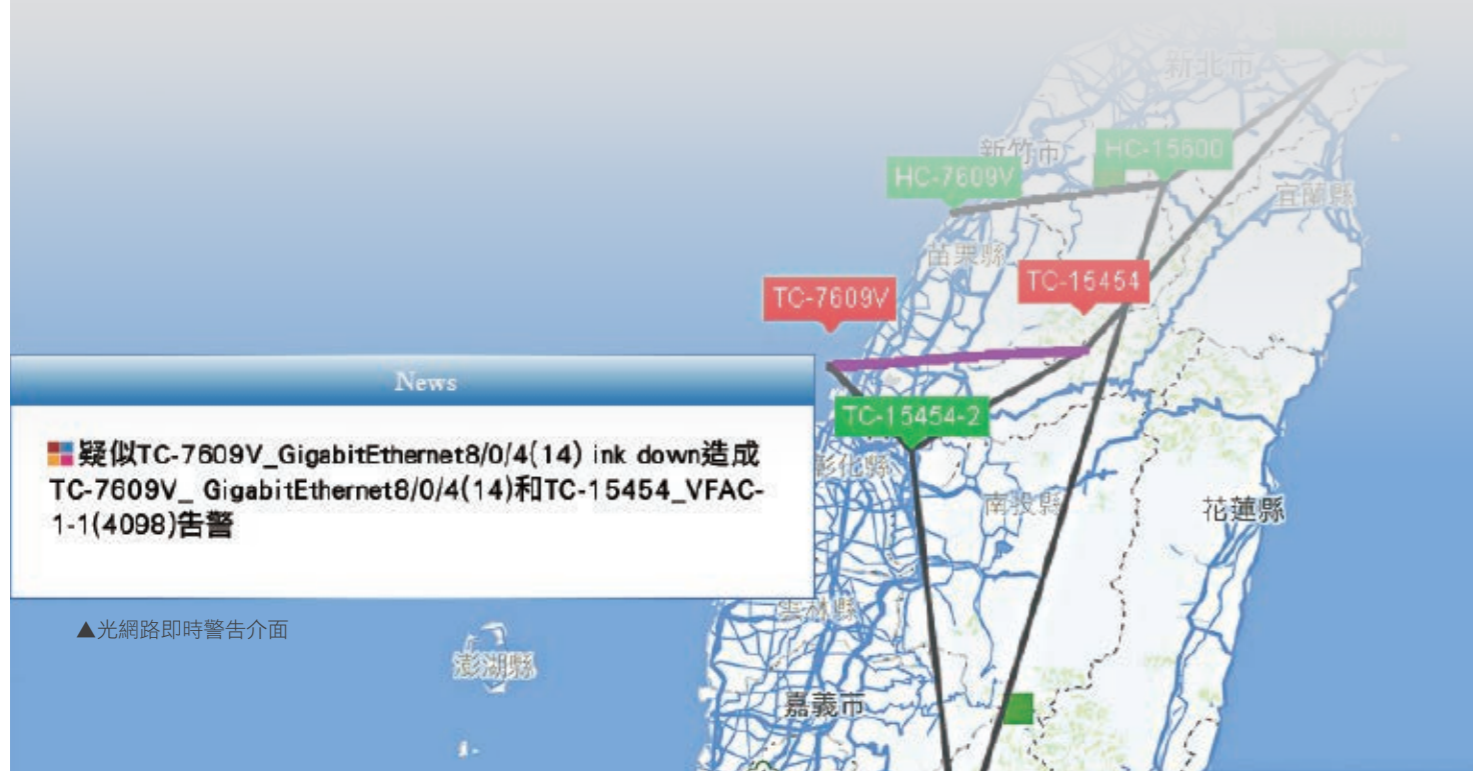 新北市
新竹市
HC-15600
HC-7609V
宜蘭縣
苗栗縣
TC-15454
TC-7609V
News
TC-15454-2
疑似TC-7609V_GigabitEthernet8/0/4(14) ink down造成
TC-7609V_ GigabitEthernet8/0/4(14)和TC-15454_VFAC-
1-1(4098)告警
彰化縣
南投縣
花蓮縣
雲林縣
▲光網路即時警告介面
澎湖縣
嘉義市